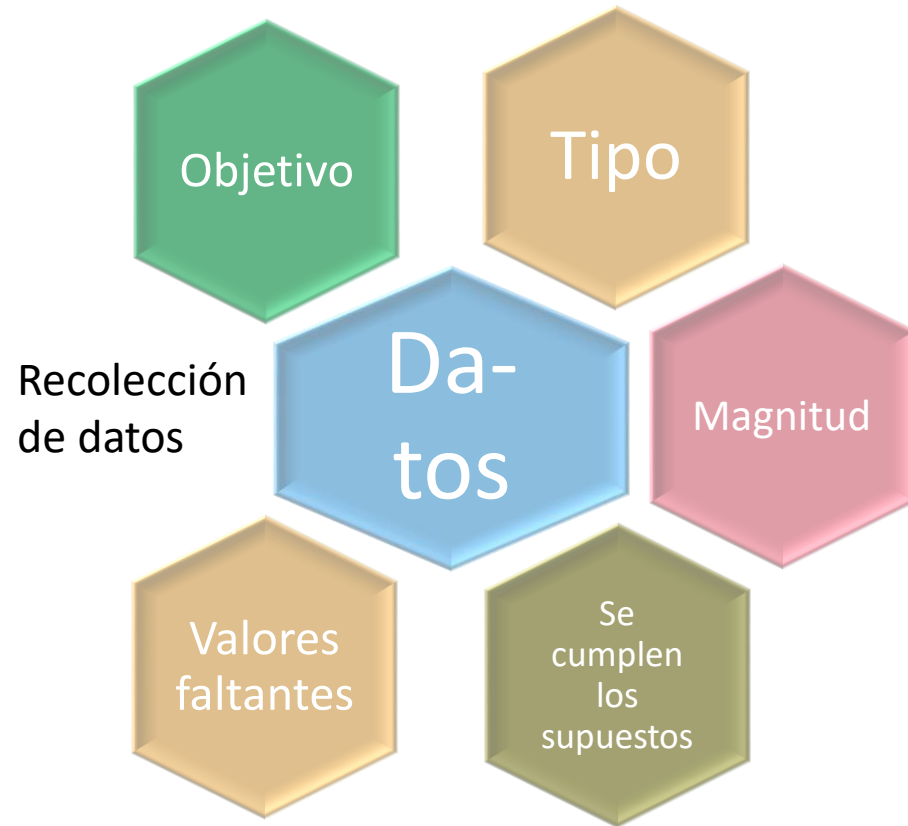 Objetivo
Tipo
Recolección
de datos
Da-
tos
Magnitud
Valores
faltantes
Se
cumplen
los
supuestos